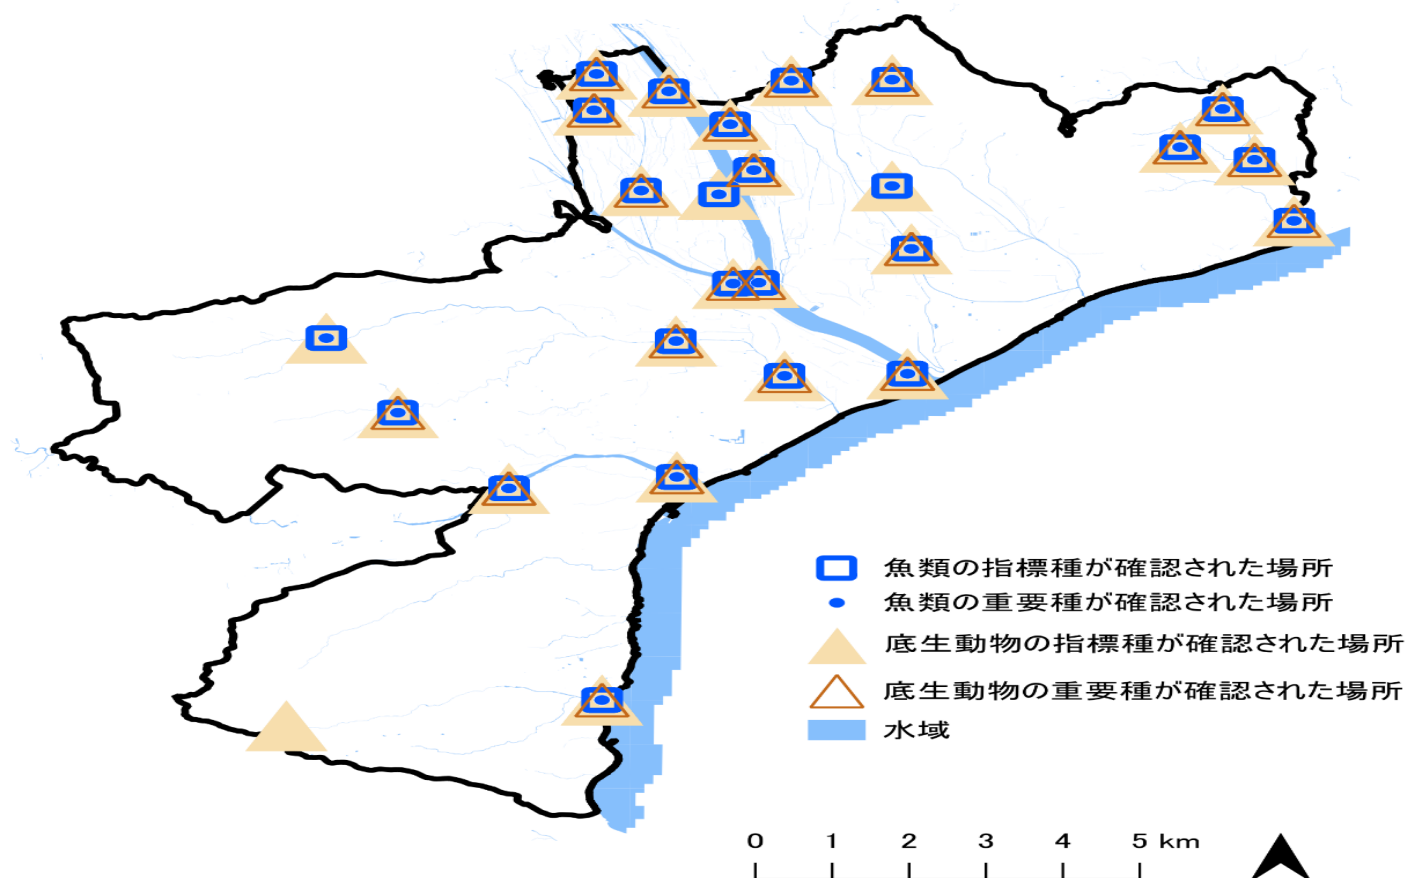 魚類の指標種が確認された場所
魚類の重要種が確認された場所
底生動物の指標種が確認された場所
底生動物の重要種が確認された場所
水域
0 1 2 3 4 5 km